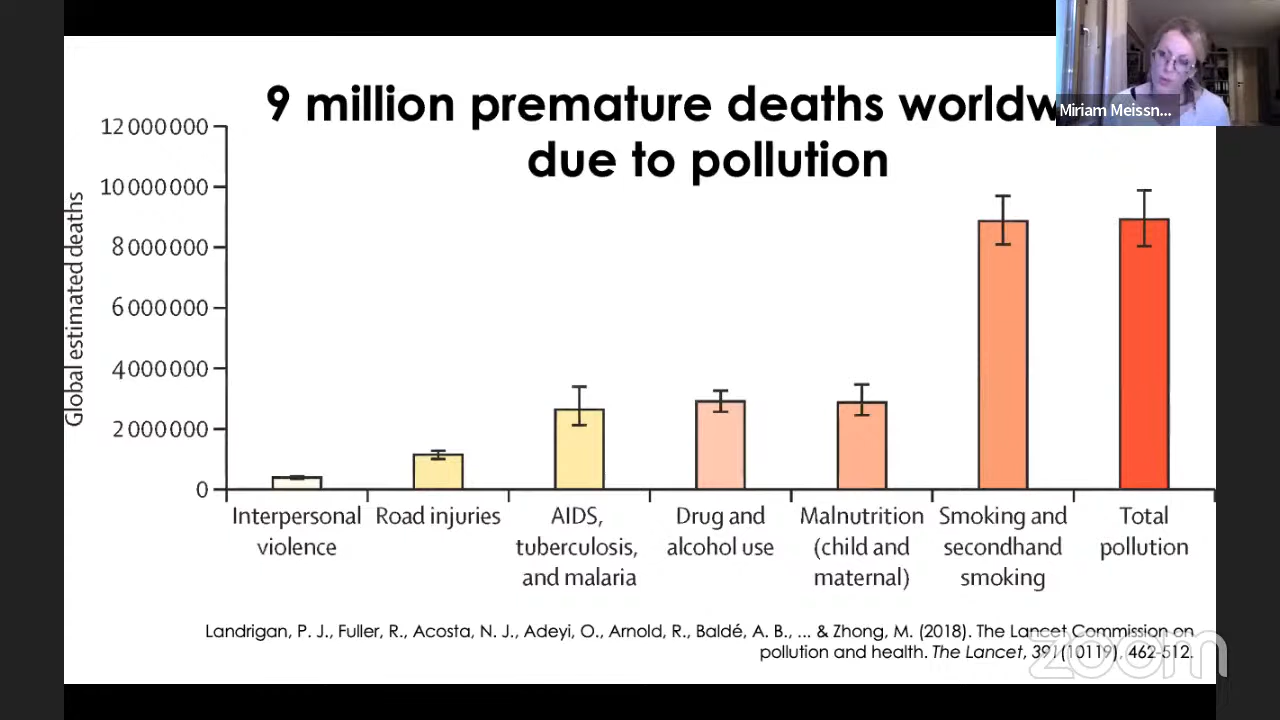 9 million premature deaths worldw
due to pollution
Miriam Meissn...
Global estimated deaths
12 000 000
10 000 000
8 000 000
6 000 000
4 000 000
2 000 000
0
Interpersonal
violence
Road injuries
AIDS,
tuberculosis,
and malaria
Drug and
alcohol use
Malnutrition
(child and
maternal)
Smoking and
secondhand
smoking
Total
pollution
Landrigan, P. J., Fuller, R., Acosta, N. J., Adeyi, O., Arnold, R., Baldé, A. B., ... & Zhong, M. (2018). The Lancet Commission on
pollution and health. The Lancet, 391(10119), 462-512.
zoom